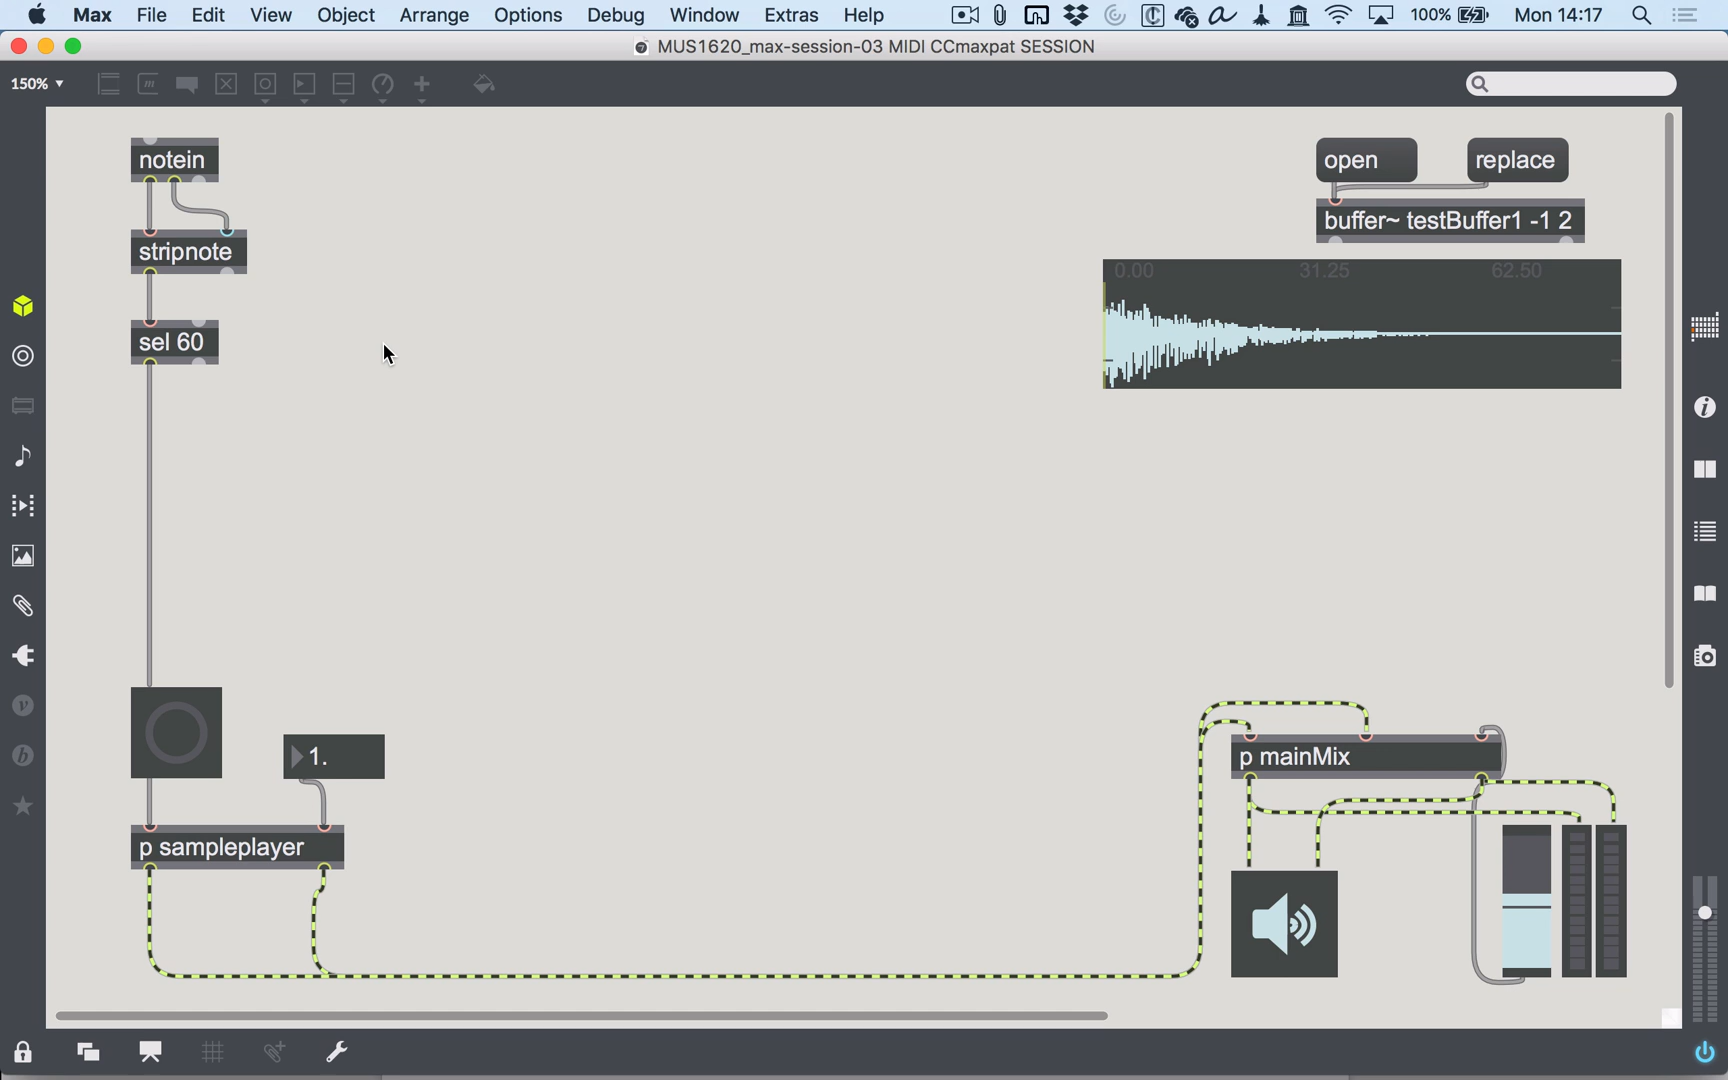 Max File Edit View Object Arrange Options Debug Window Extras Help 100% Mon 14:17
MUS1620_max-session-03 MIDI CCmaxpat SESSION
150%
notein
open
replace
stripnote
buffer~ testBuffer1 -1 2
0.00 31.25 62.50
sel 60
1.
p mainMix
p sampleplayer